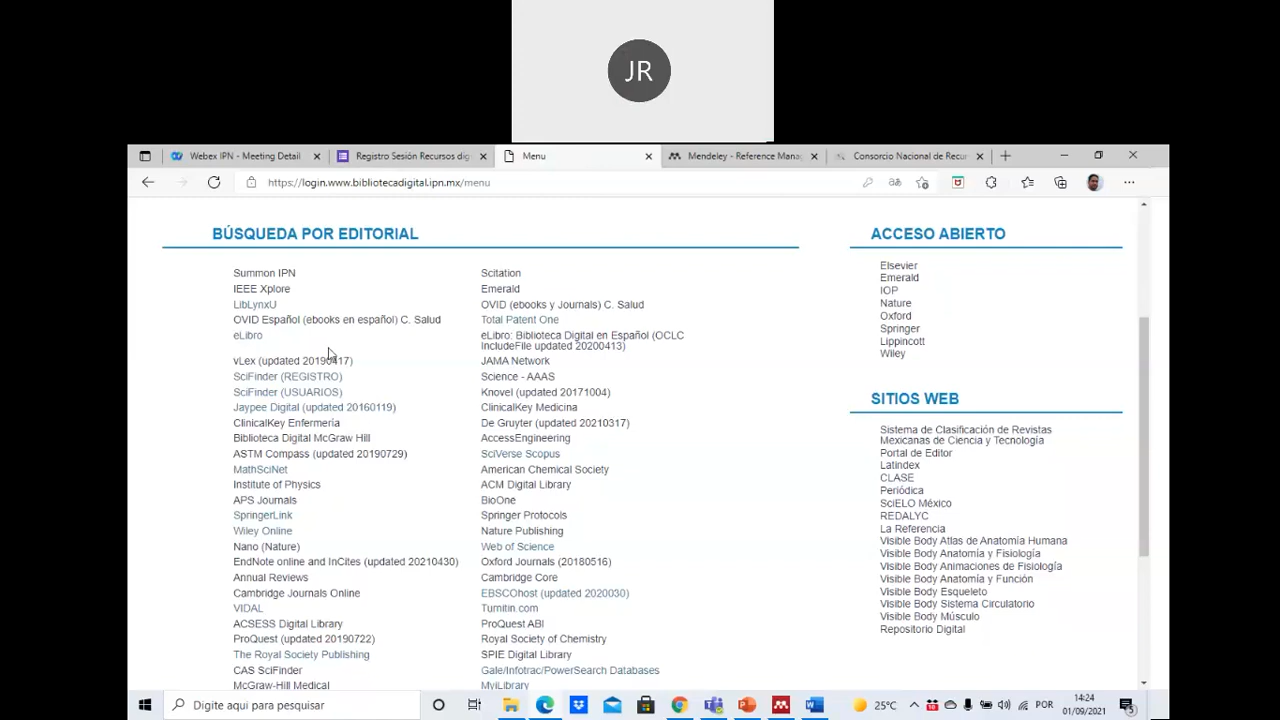 JR
Webex IPN - Meeting Detail
Registro Sesión Recursos dig
Menu
Mendeley - Reference Mana
Consorcio Nacional de Recur
https://login.www.bibliotecadigital.ipn.mx/menu
BÚSQUEDA POR EDITORIAL
Summon IPN
IEEE Xplore
LibLynxU
OVID Español (ebooks en español) C. Salud
eLibro
vLex (updated 20190417)
SciFinder (REGISTRO)
SciFinder (USUARIOS)
Jaypee Digital (updated 20160119)
ClinicalKey Enfermería
Biblioteca Digital McGraw Hill
ASTM Compass (updated 20190729)
MathSciNet
Institute of Physics
APS Journals
SpringerLink
Wiley Online
Nano (Nature)
EndNote online and InCites (updated 20210430)
Annual Reviews
Cambridge Journals Online
VIDAL
ACSESS Digital Library
ProQuest (updated 20190722)
The Royal Society Publishing
CAS SciFinder
McGraw-Hill Medical
Scitation
Emerald
OVID (ebooks y Journals) C. Salud
Total Patent One
eLibro: Biblioteca Digital en Español (OCLC
IncludeFile updated 20200413)
JAMA Network
Science - AAAS
Knovel (updated 20171004)
ClinicalKey Medicina
De Gruyter (updated 20210317)
AccessEngineering
SciVerse Scopus
American Chemical Society
ACM Digital Library
BioOne
Springer Protocols
Nature Publishing
Web of Science
Oxford Journals (20180516)
Cambridge Core
EBSCOhost (updated 2020030)
Turnitin.com
ProQuest ABI
Royal Society of Chemistry
SPIE Digital Library
Gale/Infotrac/PowerSearch Databases
MyiLibrary
ACCESO ABIERTO
Elsevier
Emerald
IOP
Nature
Oxford
Springer
Lippincott
Wiley
SITIOS WEB
Sistema de Clasificación de Revistas
Mexicanas de Ciencia y Tecnología
Portal de Editor
Latindex
CLASE
Periódica
SciELO México
REDALYC
La Referencia
Visible Body Atlas de Anatomía Humana
Visible Body Anatomía y Fisiología
Visible Body Animaciones de Fisiología
Visible Body Anatomía y Función
Visible Body Esqueleto
Visible Body Sistema Circulatorio
Visible Body Músculo
Repositorio Digital
Digite aqui para pesquisar
25°C
POR
14:24
01/09/2021